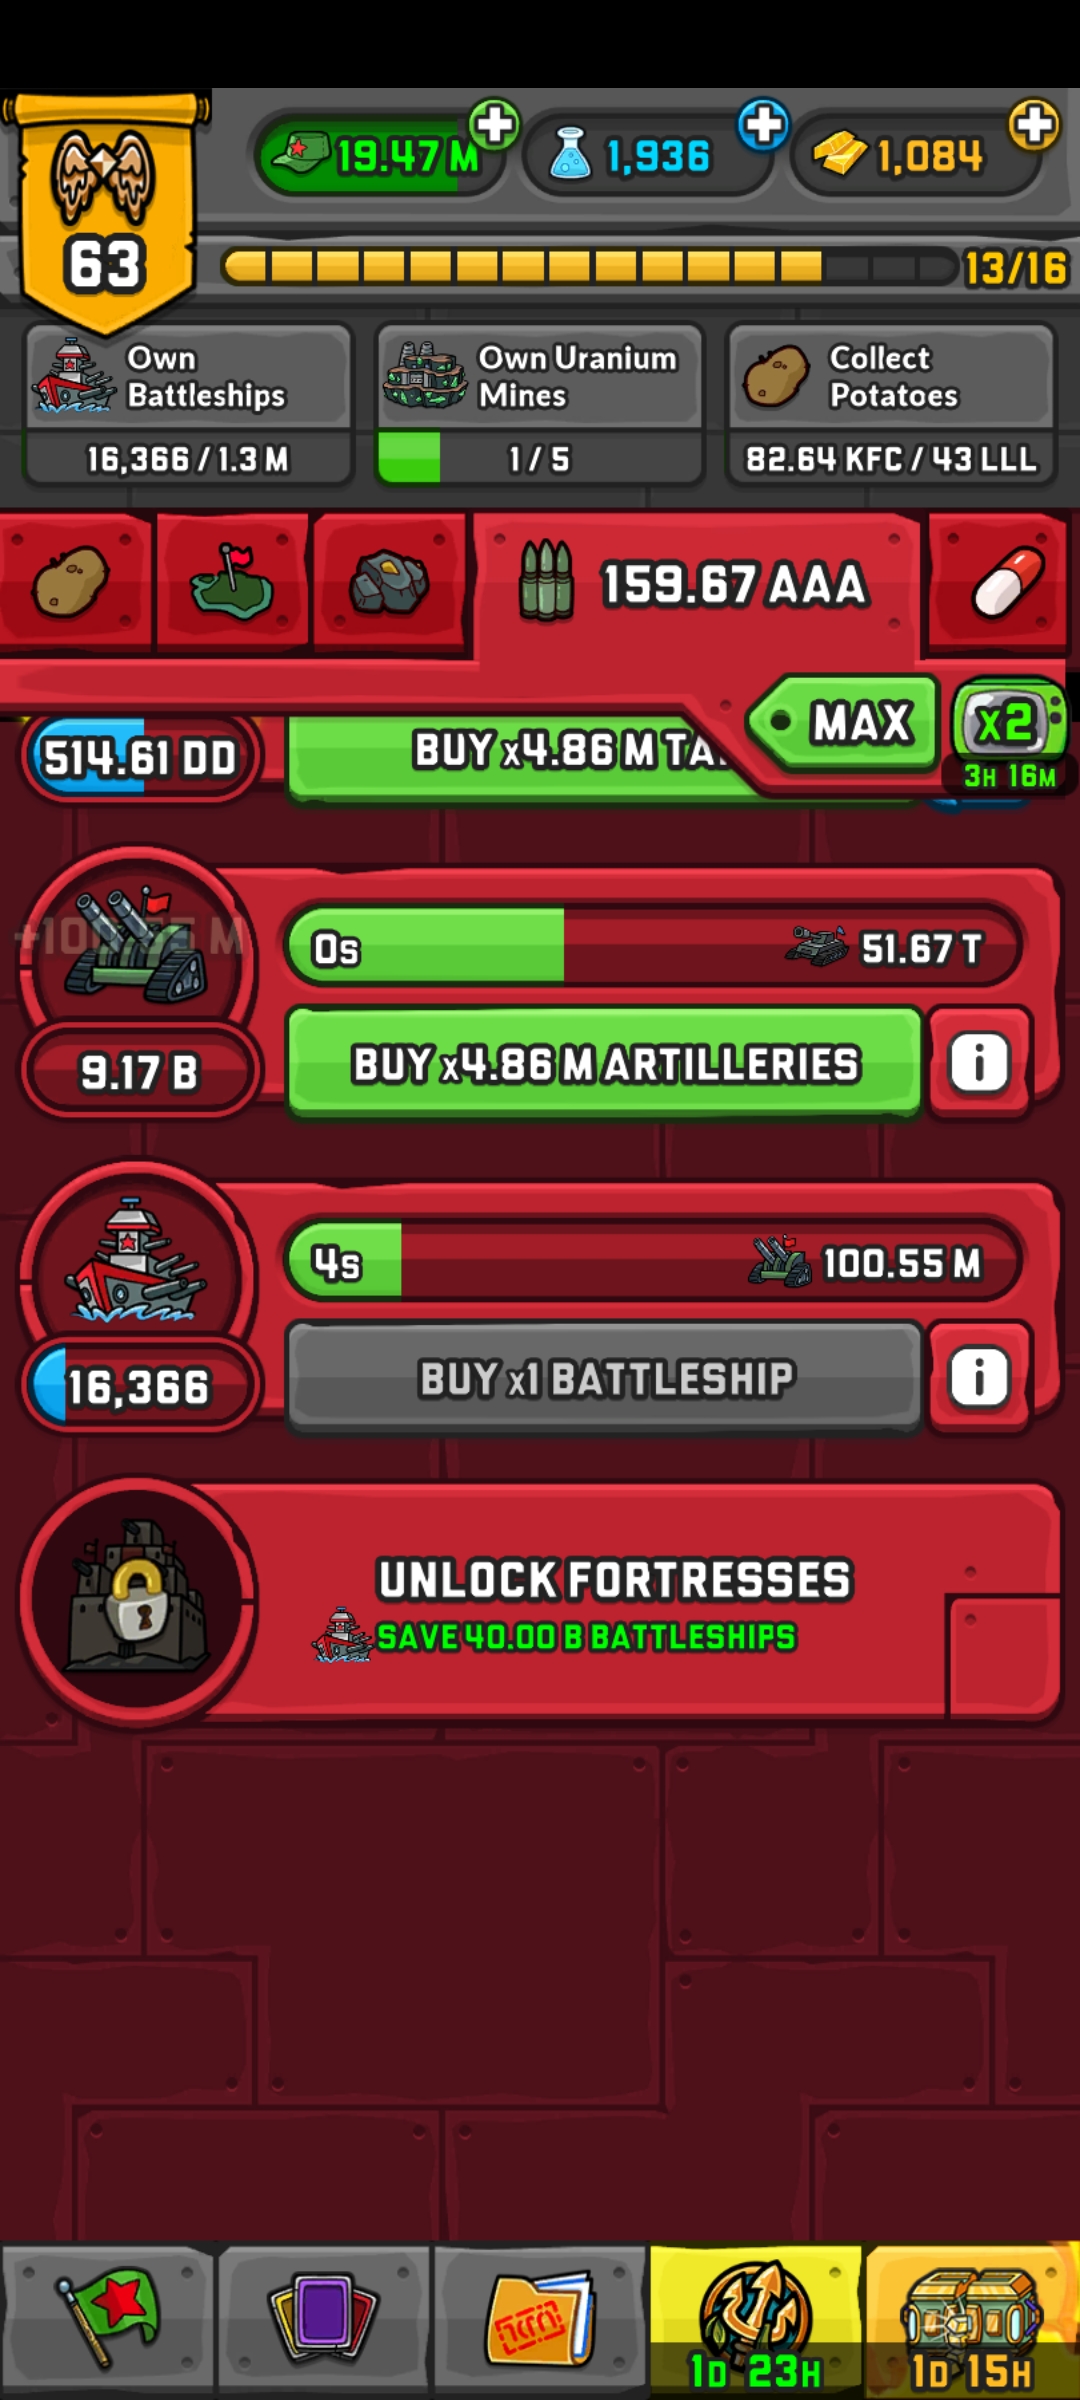 19.47 M
1,936
1,084
63
13/16
Own
Battleships
16,366 / 1.3 M
Own Uranium
Mines
1 / 5
Collect
Potatoes
82.64 KFC / 43 LLL
159.67 AAA
MAX
x2
3H 16M
514.61 DD
BUY x4.86 M TA
0s
51.67 T
9.17 B
BUY x4.86 M ARTILLERIES
i
4s
100.55 M
16,366
BUY x1 BATTLESHIP
i
UNLOCK FORTRESSES
SAVE 40.00 B BATTLESHIPS
1D 23H
1D 15H